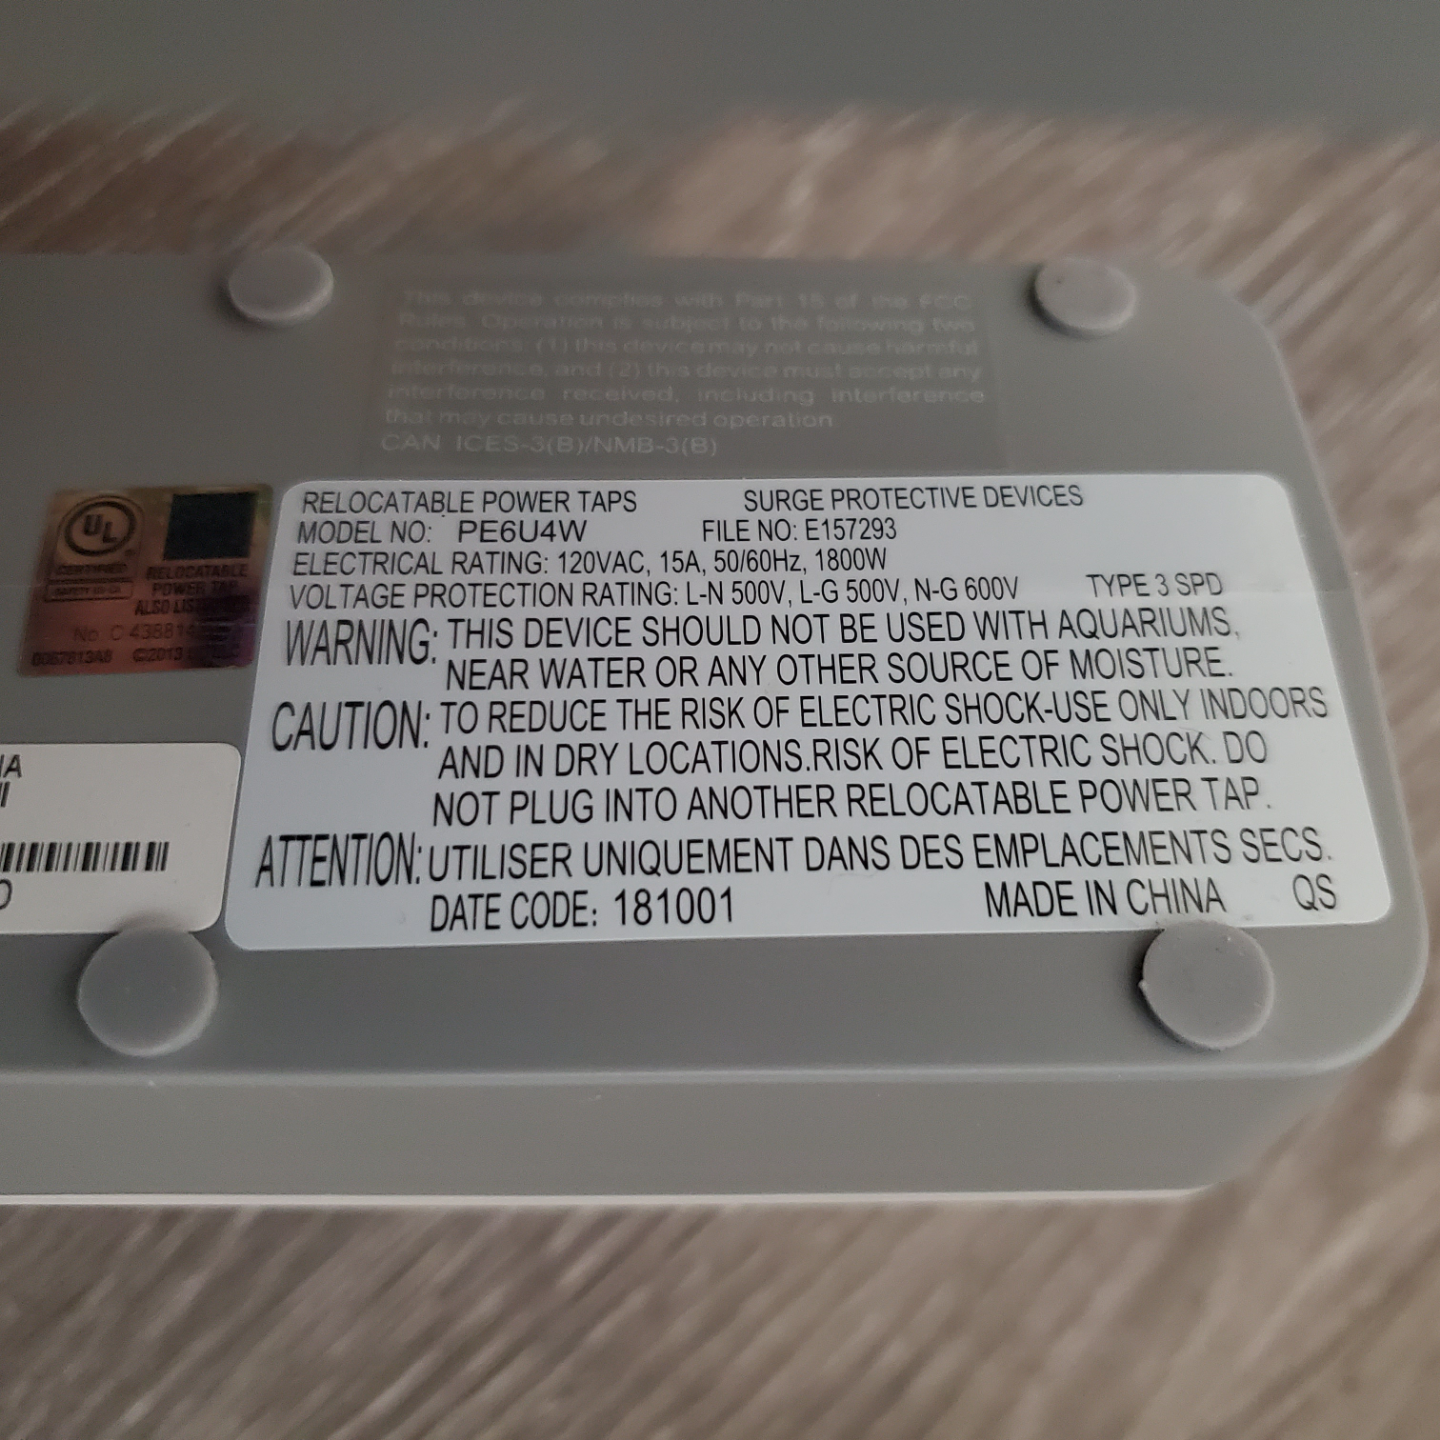 This device complies with Part 15 of the FCC
Rules. Operation is subject to the following two
conditions: (1) this device may not cause harmful
interference, and (2) this device must accept any
interference received, including interference
that may cause undesired operation.
CAN ICES-3(B)/NMB-3(B)
RELOCATABLE POWER TAPS SURGE PROTECTIVE DEVICES
MODEL NO: PE6U4W FILE NO: E157293
ELECTRICAL RATING: 120VAC, 15A, 50/60Hz, 1800W
VOLTAGE PROTECTION RATING: L-N 500V, L-G 500V, N-G 600V TYPE 3 SPD
WARNING: THIS DEVICE SHOULD NOT BE USED WITH AQUARIUMS,
NEAR WATER OR ANY OTHER SOURCE OF MOISTURE.
CAUTION: TO REDUCE THE RISK OF ELECTRIC SHOCK-USE ONLY INDOORS
AND IN DRY LOCATIONS.RISK OF ELECTRIC SHOCK. DO
NOT PLUG INTO ANOTHER RELOCATABLE POWER TAP.
ATTENTION: UTILISER UNIQUEMENT DANS DES EMPLACEMENTS SECS.
DATE CODE: 181001 MADE IN CHINA QS
UL
CERTIFIED
RELOCATABLE
POWER TAP
ALSO
No. C
©2013